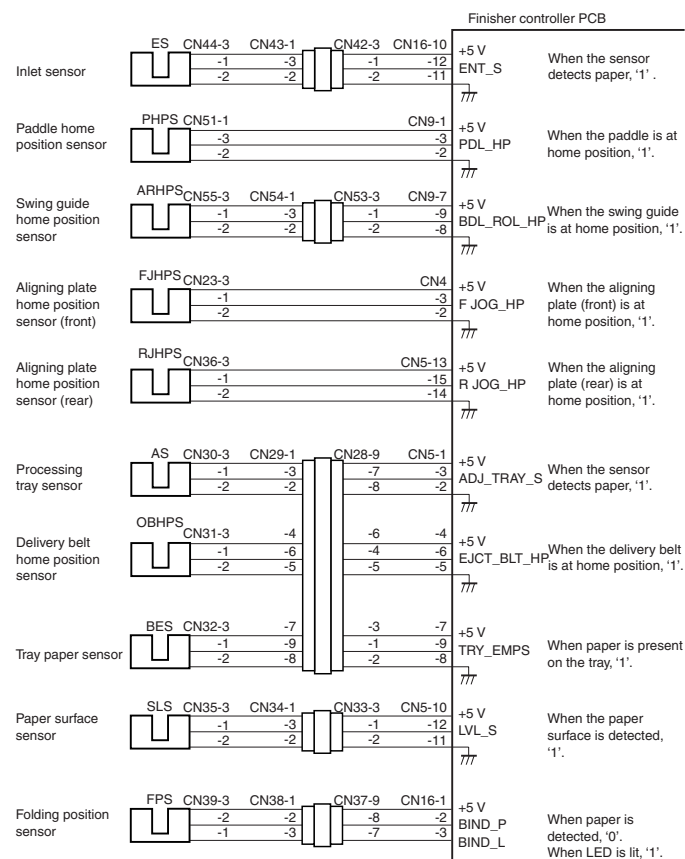 Finisher controller PCB
Inlet sensor
ES CN44-3 CN43-1 CN42-3 CN16-10
-1 -3 -1 -12
-2 -2 -2 -11
+5 V
ENT_S
When the sensor
detects paper, '1' .
Paddle home
position sensor
PHPS CN51-1 CN9-1
-3 -3
-2 -2
+5 V
PDL_HP
When the paddle is at
home position, '1'.
Swing guide
home position
sensor
ARHPS CN55-3 CN54-1 CN53-3 CN9-7
-1 -3 -1 -9
-2 -2 -2 -8
+5 V
BDL_ROL_HP
When the swing guide
is at home position, '1'.
Aligning plate
home position
sensor (front)
FJHPS CN23-3 CN4
-1 -3
-2 -2
+5 V
F JOG_HP
When the aligning
plate (front) is at
home position, '1'.
Aligning plate
home position
sensor (rear)
RJHPS CN36-3 CN5-13
-1 -15
-2 -14
+5 V
R JOG_HP
When the aligning
plate (rear) is at
home position, '1'.
Processing
tray sensor
AS CN30-3 CN29-1 CN28-9 CN5-1
-1 -3 -7 -3
-2 -2 -8 -2
+5 V
ADJ_TRAY_S
When the sensor
detects paper, '1'.
Delivery belt
home position
sensor
OBHPS
CN31-3 -4 -6 -4
-1 -6 -4 -6
-2 -5 -5 -5
+5 V
EJCT_BLT_HP
When the delivery belt
is at home position, '1'.
Tray paper sensor
BES CN32-3 -7 -3 -7
-1 -9 -1 -9
-2 -8 -2 -8
+5 V
TRY_EMPS
When paper is present
on the tray, '1'.
Paper surface
sensor
SLS CN35-3 CN34-1 CN33-3 CN5-10
-1 -3 -1 -12
-2 -2 -2 -11
+5 V
LVL_S
When the paper
surface is detected,
'1'.
Folding position
sensor
FPS CN39-3 CN38-1 CN37-9 CN16-1
-2 -2 -8 -2
-1 -3 -7 -3
+5 V
BIND_P
BIND_L
When paper is
detected, '0'.
When LED is lit, '1'.